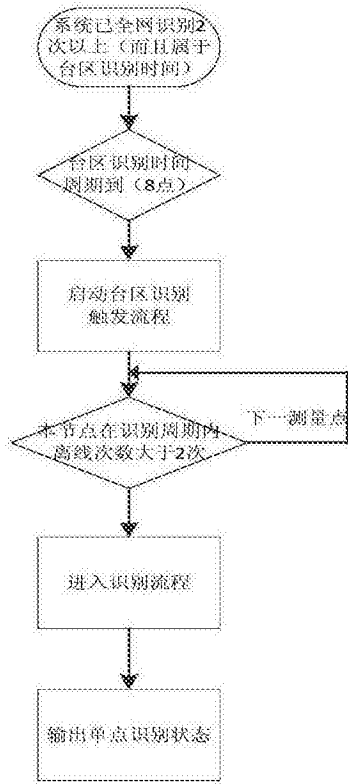 系统已全网识别2
次以上（而且属于
台区识别时间）
台区识别时间
周期到（8点）
启动台区识别
触发流程
下一测量点
本节点在识别周期内
离线次数大于2次
进入识别流程
输出单点识别状态